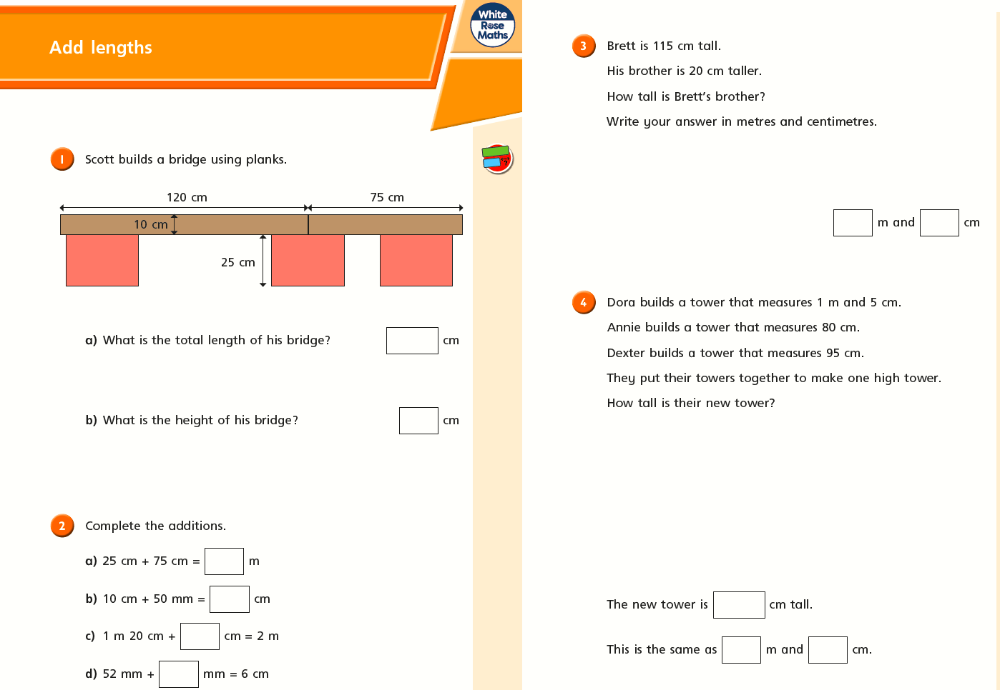 Add lengths
White
Rose
Maths
1 Scott builds a bridge using planks.
120 cm 75 cm
10 cm
25 cm
a) What is the total length of his bridge? cm
b) What is the height of his bridge? cm
2 Complete the additions.
a) 25 cm + 75 cm = m
b) 10 cm + 50 mm = cm
c) 1 m 20 cm + cm = 2 m
d) 52 mm + mm = 6 cm
?
3 Brett is 115 cm tall.
His brother is 20 cm taller.
How tall is Brett's brother?
Write your answer in metres and centimetres.
m and cm
4 Dora builds a tower that measures 1 m and 5 cm.
Annie builds a tower that measures 80 cm.
Dexter builds a tower that measures 95 cm.
They put their towers together to make one high tower.
How tall is their new tower?
The new tower is cm tall.
This is the same as m and cm.